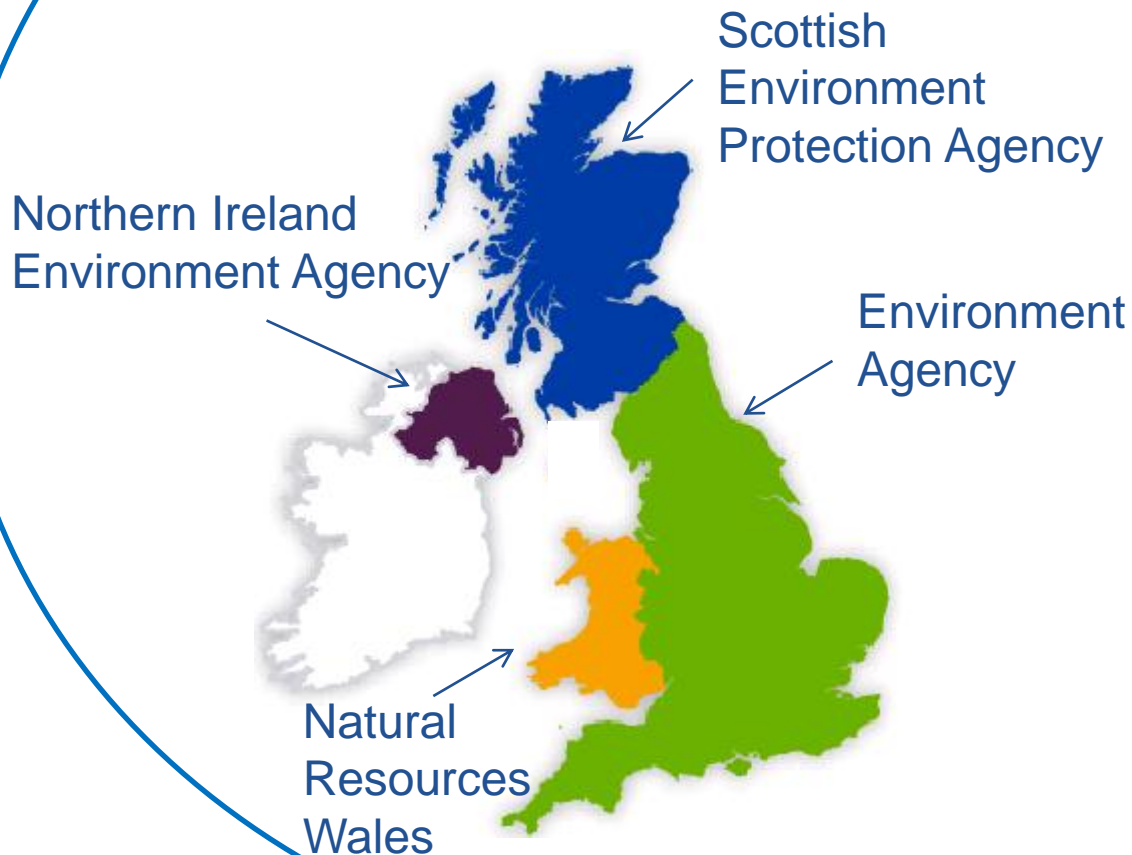 Scottish
Environment
Protection Agency
Northern Ireland
Environment Agency
Environment
Agency
Natural
Resources
Wales